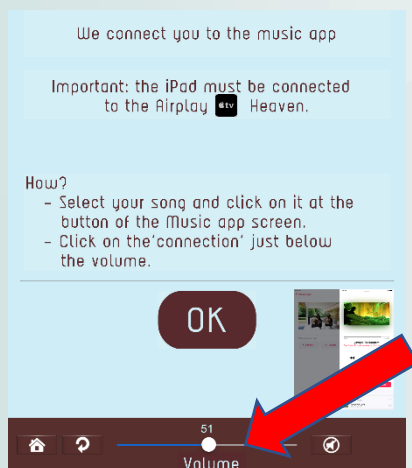 We connect you to the music app
Important: the iPad must be connected
to the Airplay tv Heaven.
How?
- Select your song and click on it at the
button of the Music app screen.
- Click on the'connection' just below
the volume.
OK
51
Volume